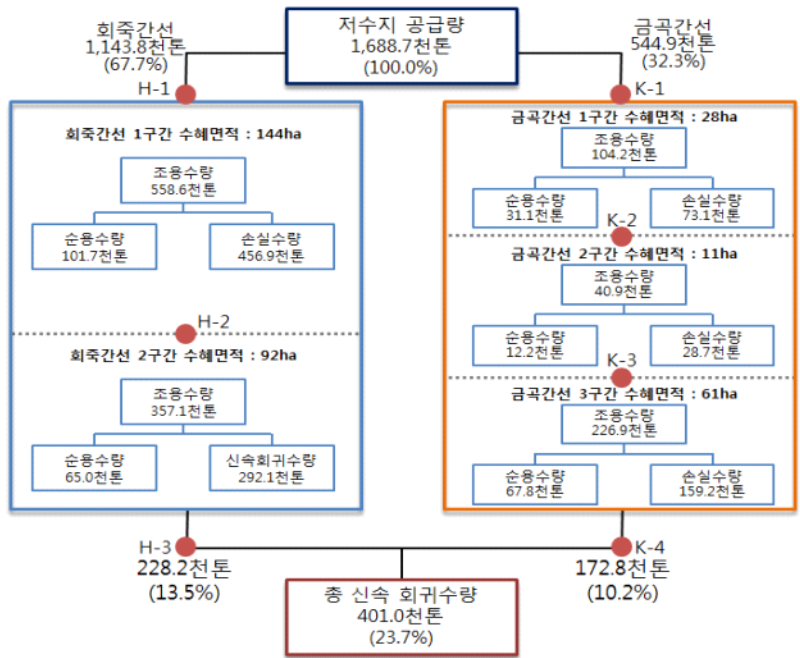 회죽간선
1,143.8천톤
(67.7%)
저수지 공급량
1,688.7천톤
(100.0%)
금곡간선
544.9천톤
(32.3%)
H-1
K-1
회죽간선 1구간 수혜면적 : 144ha
조용수량
558.6천톤
순용수량
101.7천톤
손실수량
456.9천톤
H-2
회죽간선 2구간 수혜면적 : 92ha
조용수량
357.1천톤
순용수량
65.0천톤
신속회귀수량
292.1천톤
금곡간선 1구간 수혜면적 : 28ha
조용수량
104.2천톤
순용수량
31.1천톤
손실수량
73.1천톤
K-2
금곡간선 2구간 수혜면적 : 11ha
조용수량
40.9천톤
순용수량
12.2천톤
손실수량
28.7천톤
K-3
금곡간선 3구간 수혜면적 : 61ha
조용수량
226.9천톤
순용수량
67.8천톤
손실수량
159.2천톤
H-3
228.2천톤
(13.5%)
K-4
172.8천톤
(10.2%)
총 신속 회귀수량
401.0천톤
(23.7%)